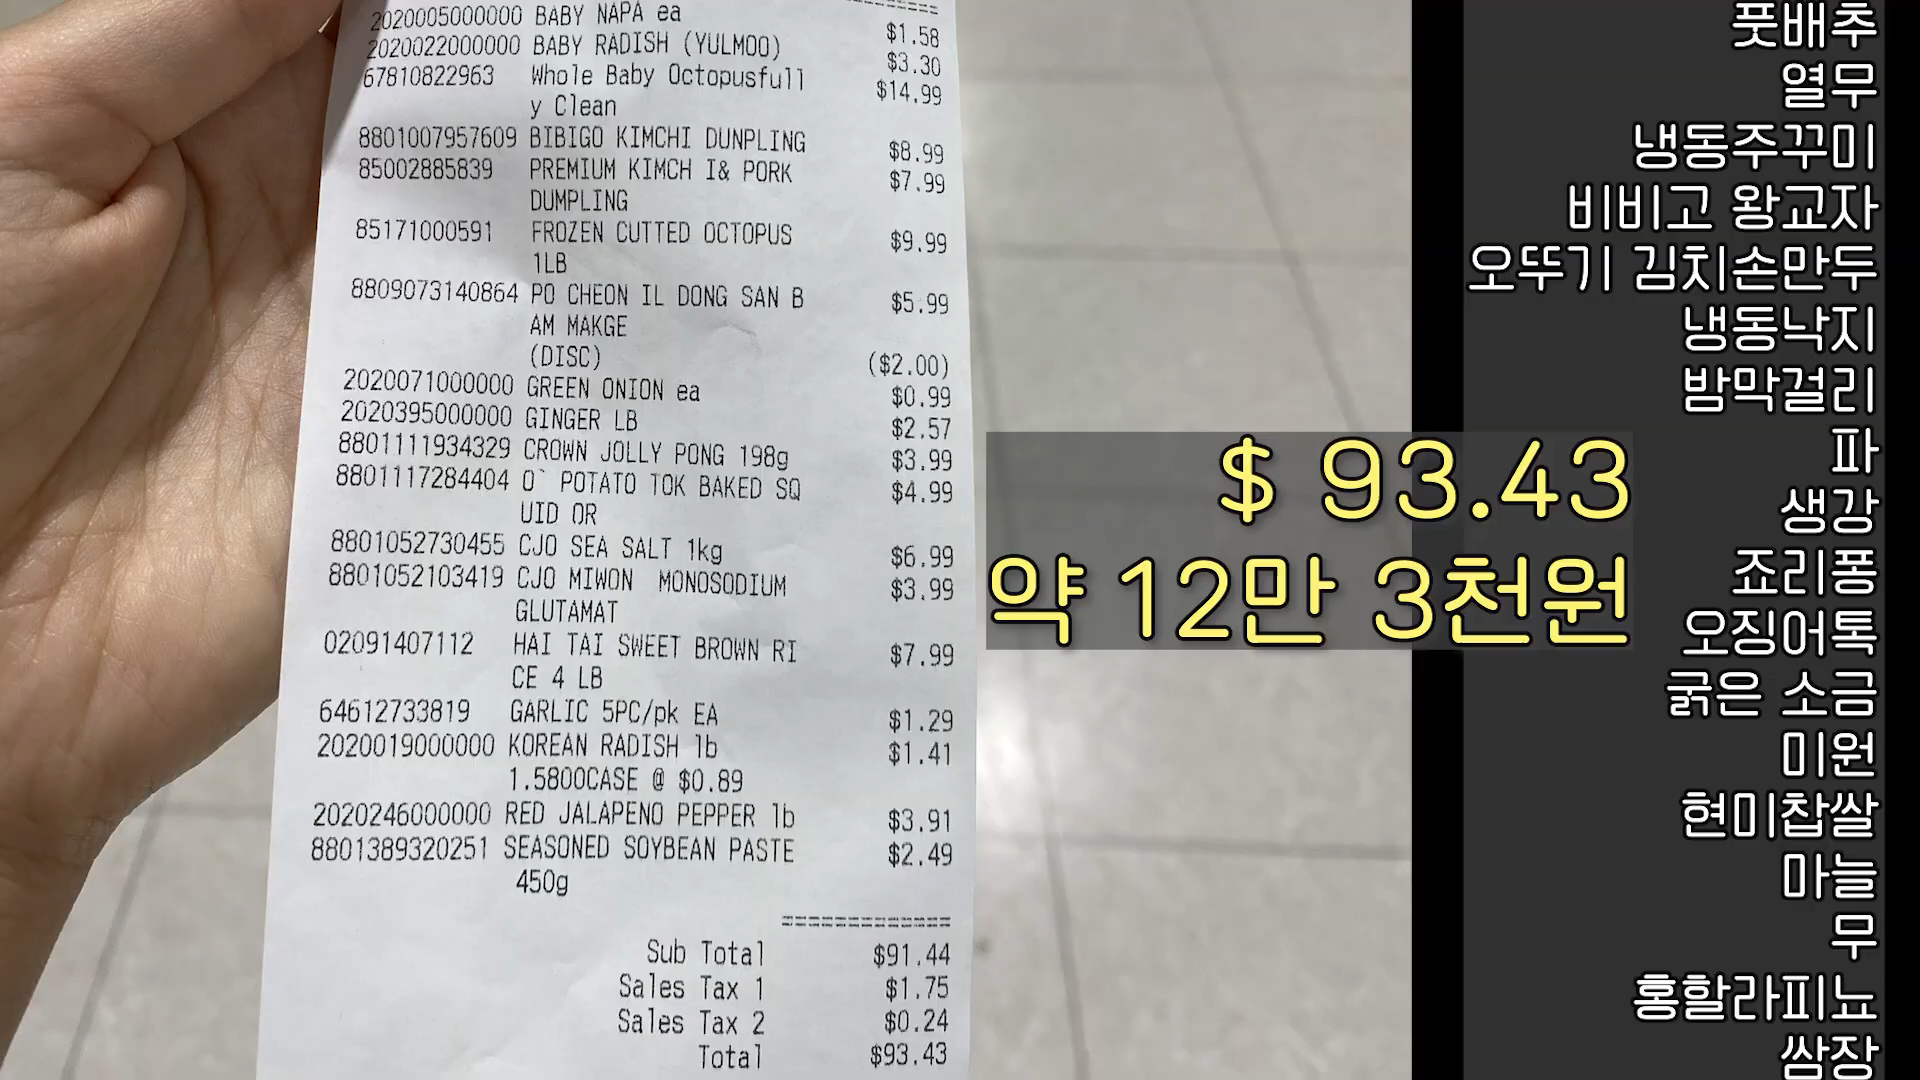 ============
2020005000000 BABY NAPA ea $1.58
2020022000000 BABY RADISH (YULMOO) $3.30
67810822963 Whole Baby Octopusfull $14.99
y Clean
8801007957609 BIBIGO KIMCHI DUNPLING $8.99
85002885839 PREMIUM KIMCH I& PORK $7.99
DUMPLING
85171000591 FROZEN CUTTED OCTOPUS $9.99
1LB
8809073140864 PO CHEON IL DONG SAN B $5.99
AM MAKGE
(DISC) ($2.00)
2020071000000 GREEN ONION ea $0.99
2020395000000 GINGER LB $2.57
8801111934329 CROWN JOLLY PONG 198g $3.99
8801117284404 O` POTATO TOK BAKED SQ $4.99
UID OR
8801052730455 CJO SEA SALT 1kg $6.99
8801052103419 CJO MIWON MONOSODIUM $3.99
GLUTAMAT
02091407112 HAI TAI SWEET BROWN RI $7.99
CE 4 LB
64612733819 GARLIC 5PC/pk EA $1.29
2020019000000 KOREAN RADISH lb $1.41
1.5800CASE @ $0.89
2020246000000 RED JALAPENO PEPPER lb $3.91
8801389320251 SEASONED SOYBEAN PASTE $2.49
450g
============
Sub Total $91.44
Sales Tax 1 $1.75
Sales Tax 2 $0.24
Total $93.43
$ 93.43
약 12만 3천원
풋배추
열무
냉동주꾸미
비비고 왕교자
오뚜기 김치손만두
냉동낙지
밤막걸리
파
생강
죠리퐁
오징어톡
굵은 소금
미원
현미찹쌀
마늘
무
홍할라피뇨
쌈장